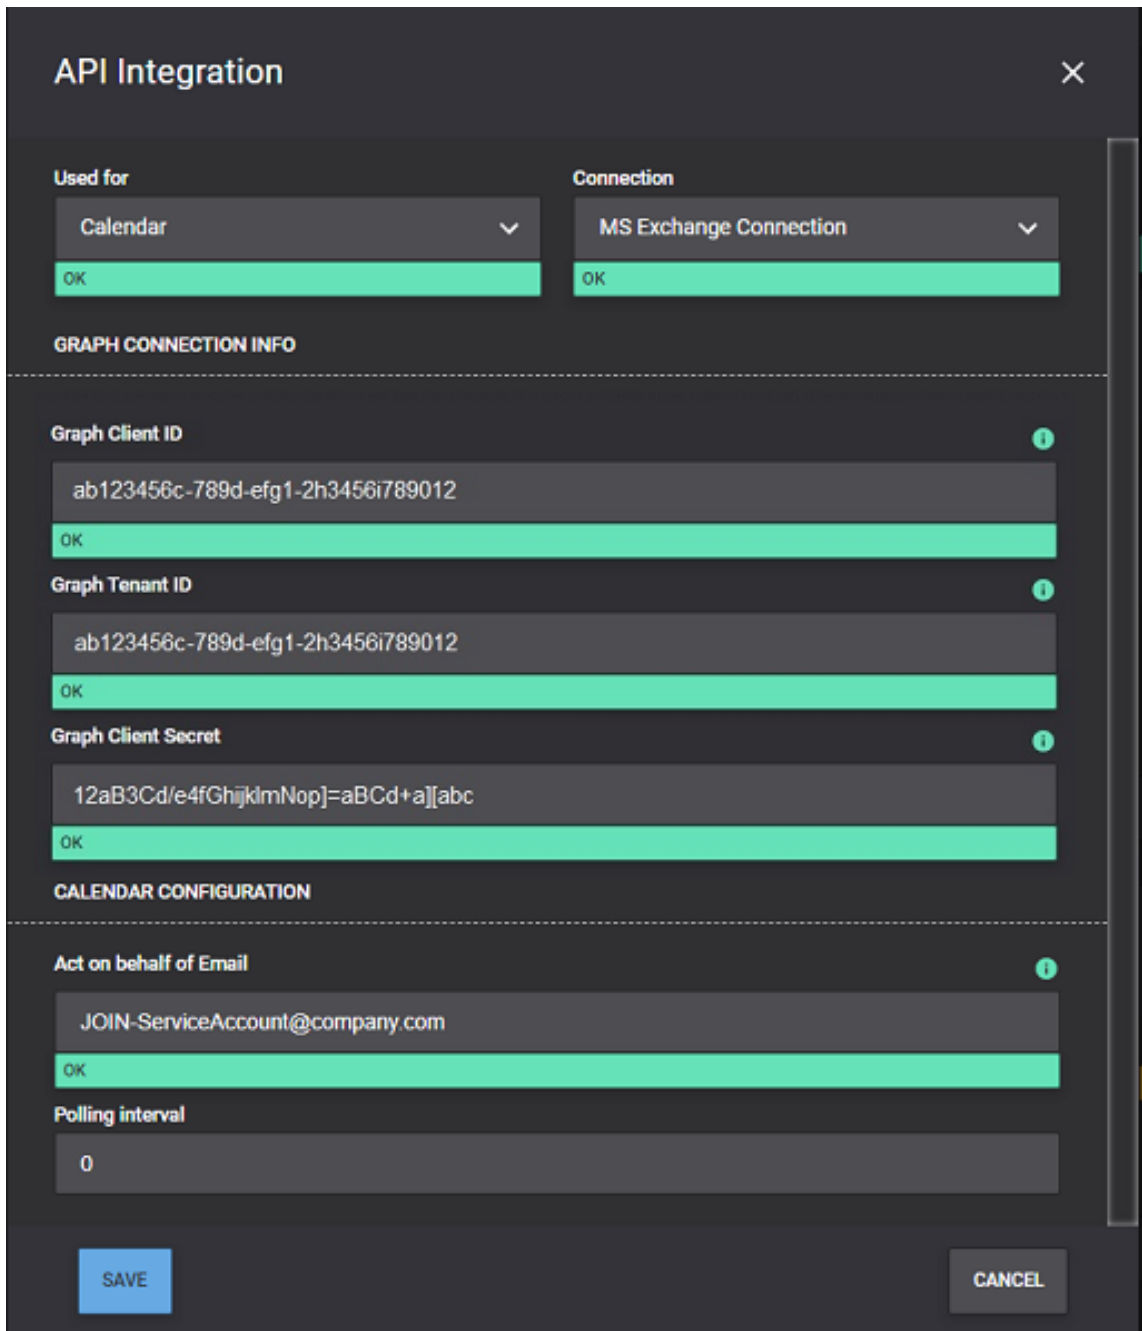 API Integration
Used for
Connection
Calendar
MS Exchange Connection
OK
OK
GRAPH CONNECTION INFO
Graph Client ID
ab123456c-789d-efg1-2h3456i789012
OK
Graph Tenant ID
ab123456c-789d-efg1-2h3456i789012
OK
Graph Client Secret
12aB3Cd/e4fGhijklmNop]=aBCd+a][abc
OK
CALENDAR CONFIGURATION
Act on behalf of Email
JOIN-ServiceAccount@company.com
OK
Polling interval
0
SAVE
CANCEL